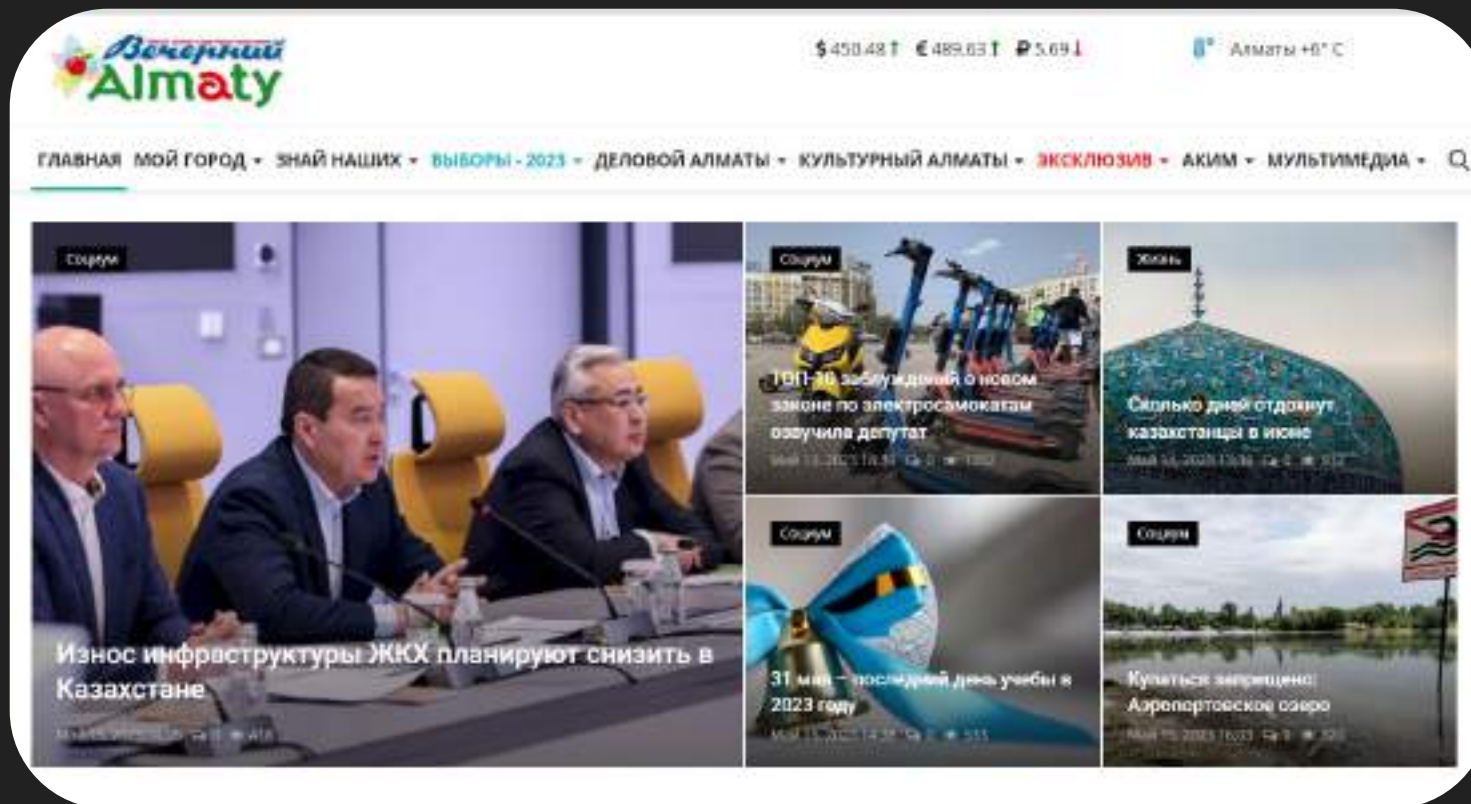 Вечерний
Almaty
$ 450.48 ↑ € 489.63 ↑ ₽ 5.69 ↓
Алматы +6° C
ГЛАВНАЯ МОЙ ГОРОД ЗНАЙ НАШИХ ВЫБОРЫ - 2023 ДЕЛОВОЙ АЛМАТЫ КУЛЬТУРНЫЙ АЛМАТЫ ЭКСКЛЮЗИВ АКИМ МУЛЬТИМЕДИА
Социум
Износ инфраструктуры ЖКХ планируют снизить в
Казахстане
Социум
ТОП-10 заблуждений о новом
законе по электросамокатам
озвучила депутат
Жизнь
Сколько дней отдохнут
казахстанцы в июне
Социум
31 мая – последний день учебы в
2023 году
Социум
Купаться запрещено:
Аэропортовское озеро